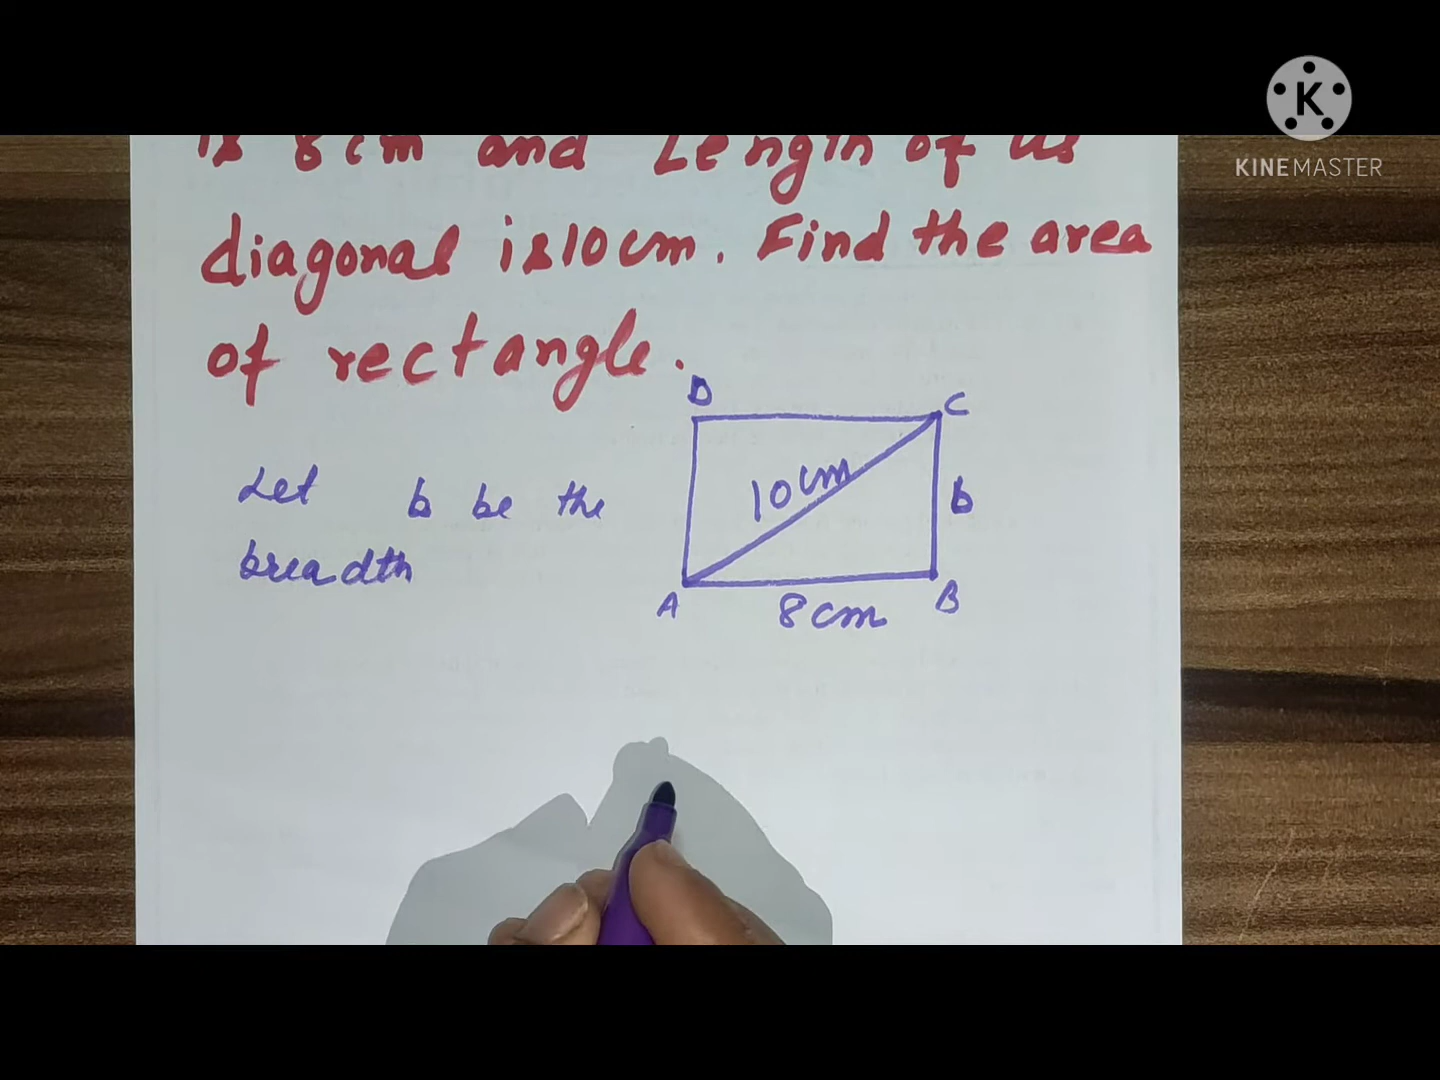 is 8cm and Length of its
diagonal is 10cm. Find the area
of rectangle.
D
C
Let b be the
10cm
b
breadth
A
8cm
B
K
KINEMASTER